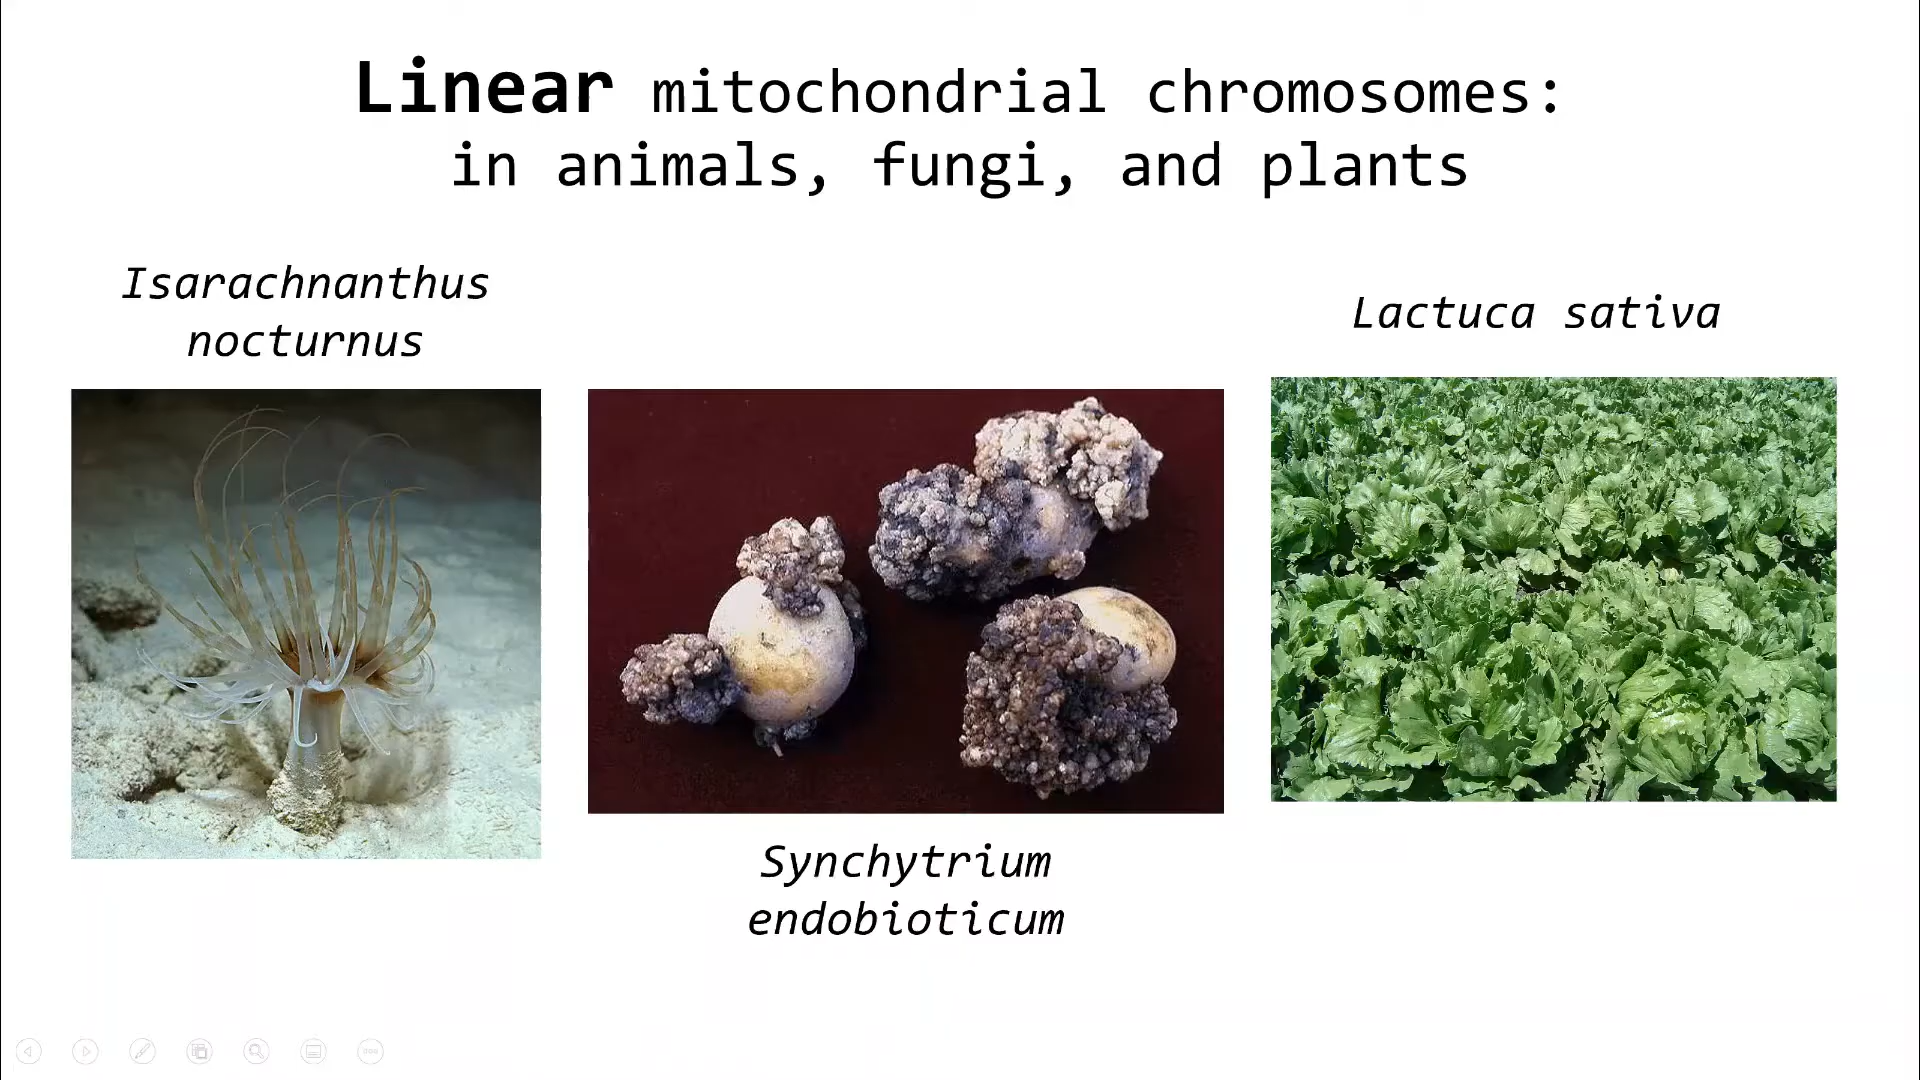 Linear mitochondrial chromosomes:
in animals, fungi, and plants
Isarachnanthus
nocturnus
Lactuca sativa
Synchytrium
endobioticum